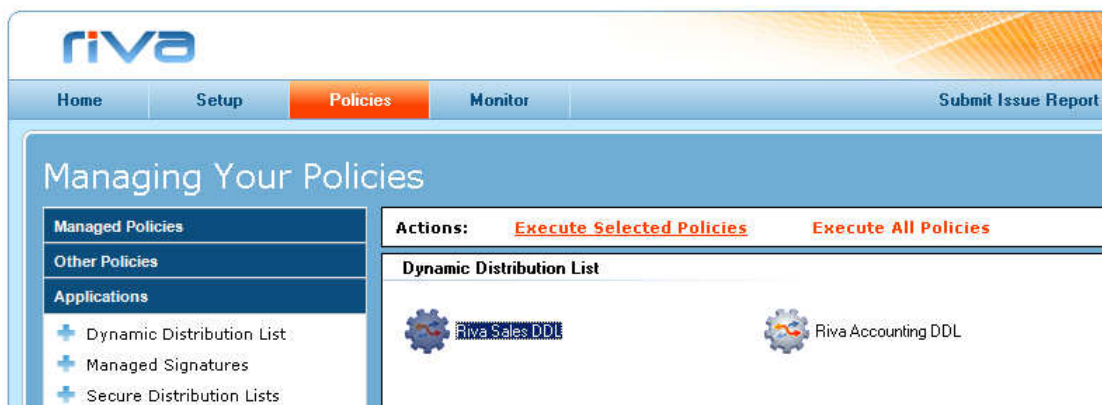 riva
Home Setup Policies Monitor Submit Issue Report
Managing Your Policies
Managed Policies
Other Policies
Applications
Dynamic Distribution List
Managed Signatures
Secure Distribution Lists
Actions: Execute Selected Policies Execute All Policies
Dynamic Distribution List
Riva Sales DDL Riva Accounting DDL